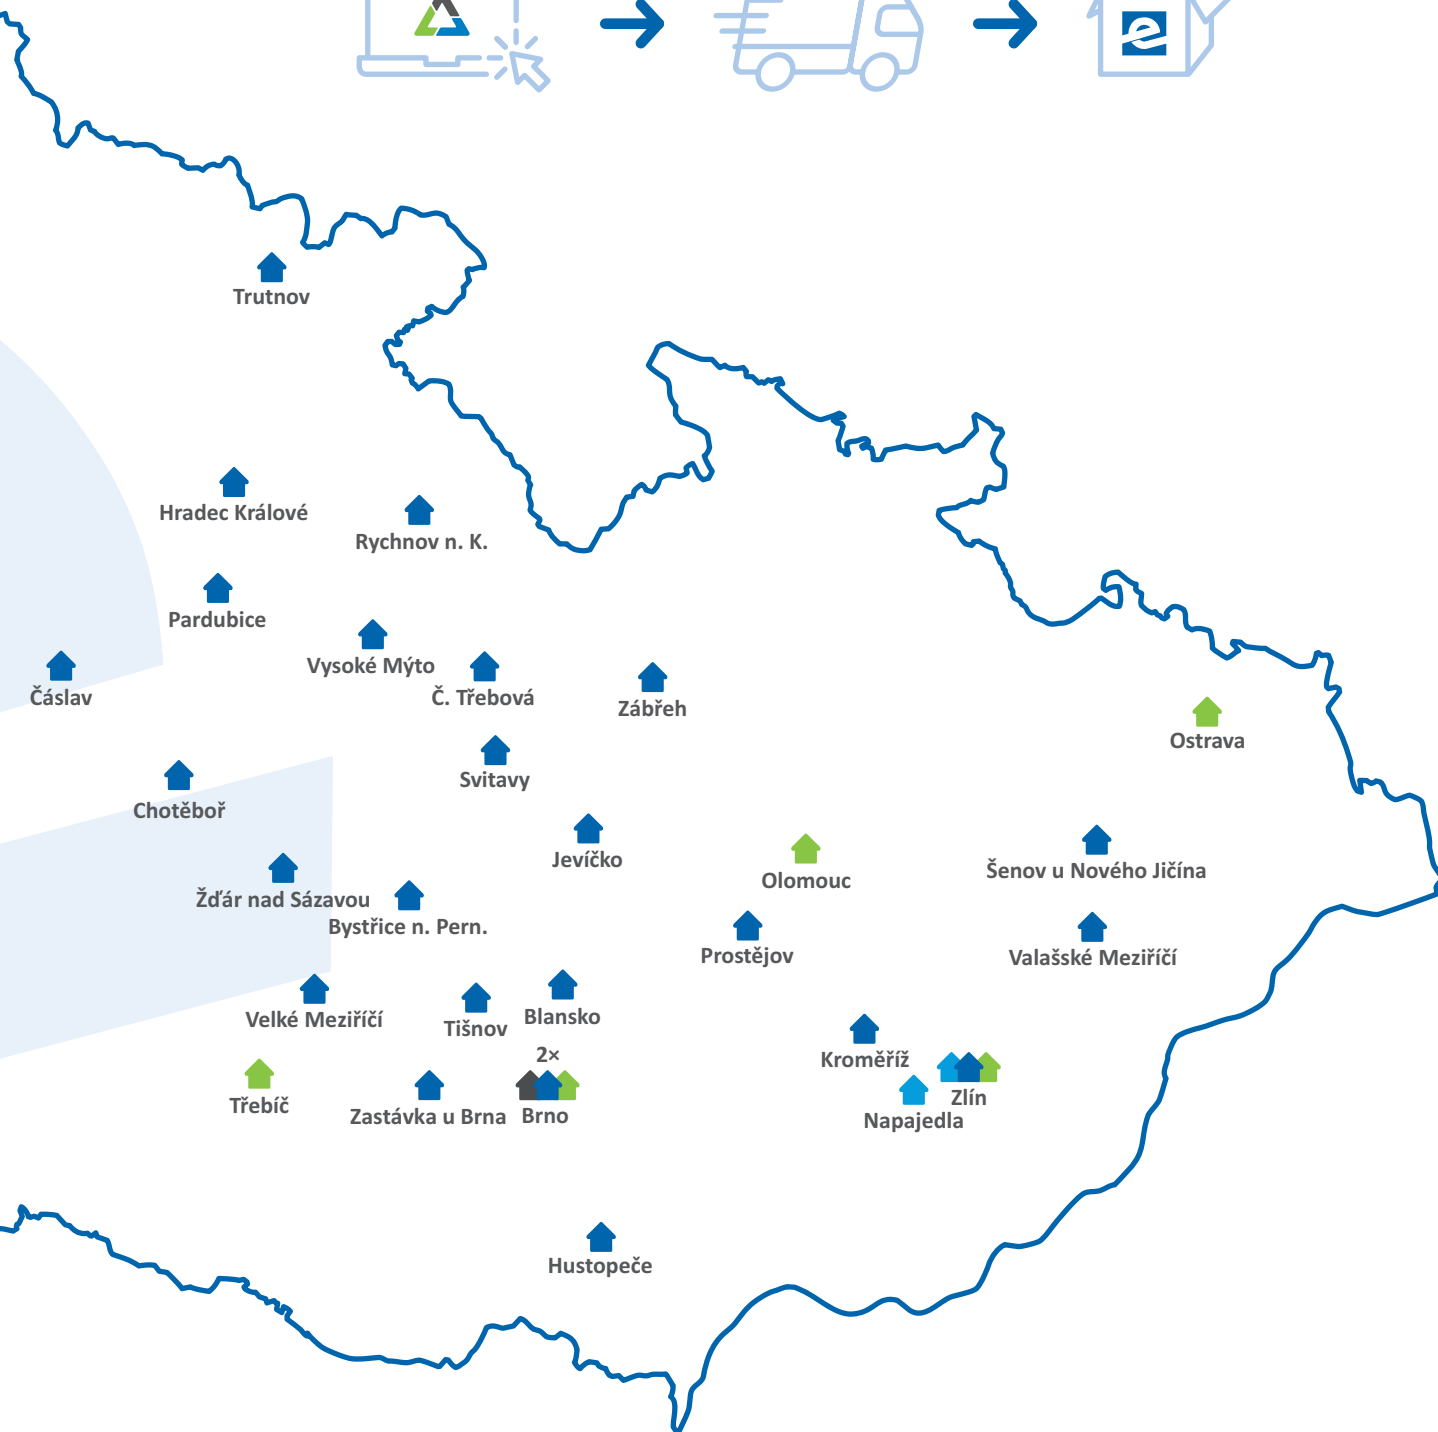 Trutnov
Hradec Králové
Rychnov n. K.
Pardubice
Vysoké Mýto
Čáslav
Č. Třebová
Zábřeh
Ostrava
Svitavy
Chotěboř
Jevíčko
Olomouc
Šenov u Nového Jičína
Žďár nad Sázavou
Bystřice n. Pern.
Prostějov
Valašské Meziříčí
Velké Meziříčí
Tišnov
Blansko
2×
Kroměříž
Třebíč
Zastávka u Brna
Brno
Zlín
Napajedla
Hustopeče